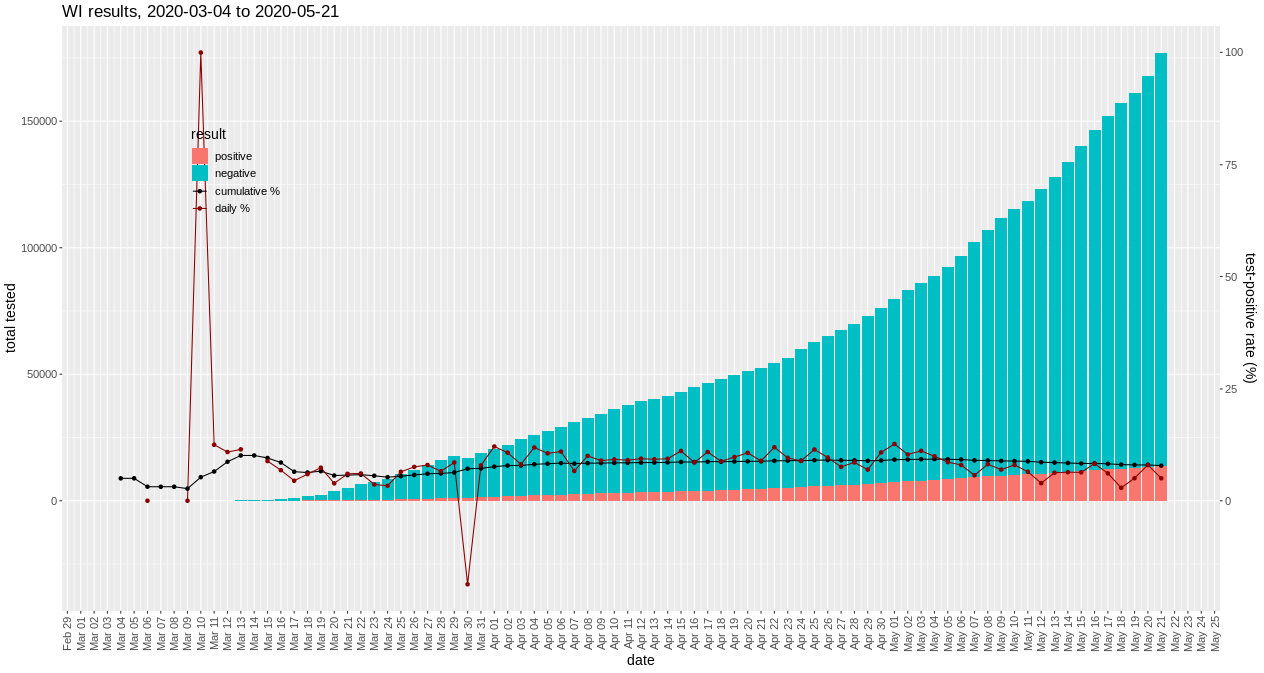 WI results, 2020-03-04 to 2020-05-21
total tested
150000
100000
50000
0
result
positive
negative
cumulative %
daily %
100
75
50
25
0
test-positive rate (%)
Feb 29
Mar 01
Mar 02
Mar 03
Mar 04
Mar 05
Mar 06
Mar 07
Mar 08
Mar 09
Mar 10
Mar 11
Mar 12
Mar 13
Mar 14
Mar 15
Mar 16
Mar 17
Mar 18
Mar 19
Mar 20
Mar 21
Mar 22
Mar 23
Mar 24
Mar 25
Mar 26
Mar 27
Mar 28
Mar 29
Mar 30
Mar 31
Apr 01
Apr 02
Apr 03
Apr 04
Apr 05
Apr 06
Apr 07
Apr 08
Apr 09
Apr 10
Apr 11
Apr 12
Apr 13
Apr 14
Apr 15
Apr 16
Apr 17
Apr 18
Apr 19
Apr 20
Apr 21
Apr 22
Apr 23
Apr 24
Apr 25
Apr 26
Apr 27
Apr 28
Apr 29
Apr 30
May 01
May 02
May 03
May 04
May 05
May 06
May 07
May 08
May 09
May 10
May 11
May 12
May 13
May 14
May 15
May 16
May 17
May 18
May 19
May 20
May 21
May 22
May 23
May 24
May 25
date